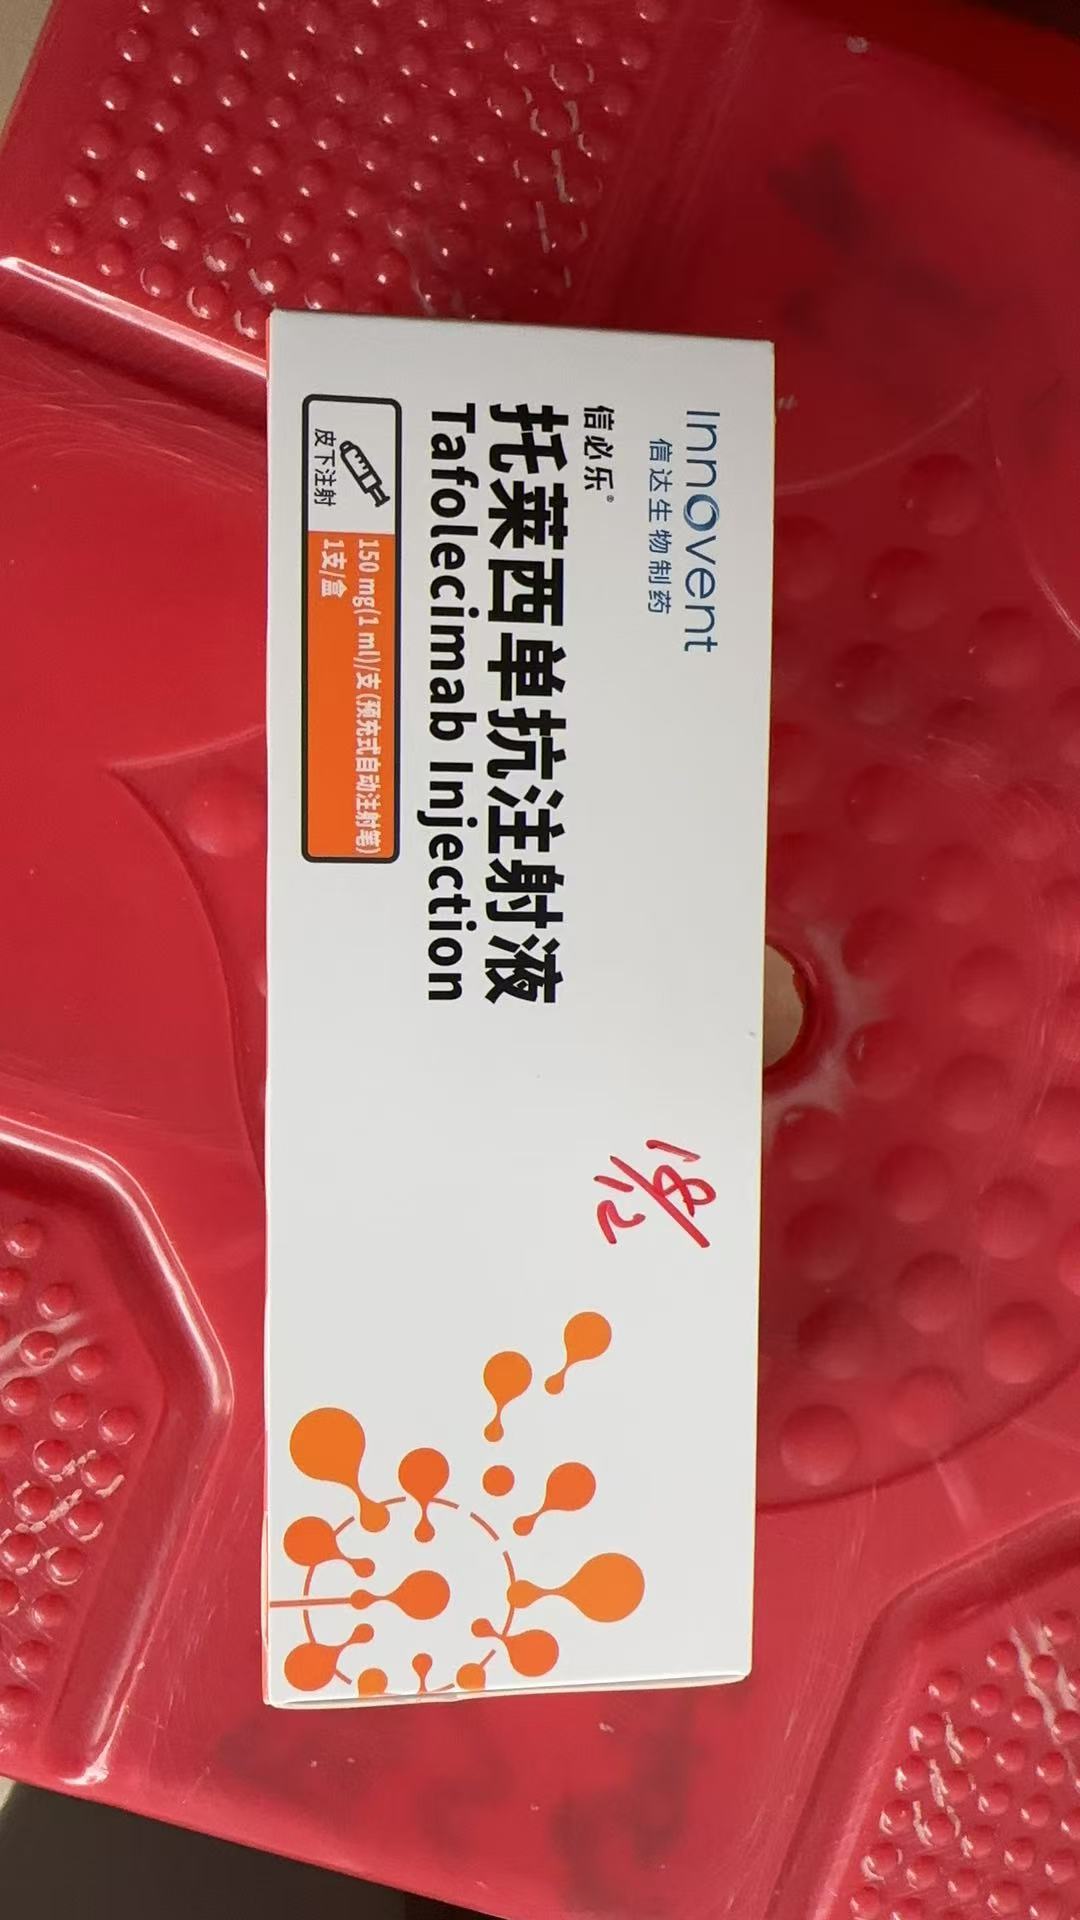 Innovent
信达生物制药
信必乐®
托莱西单抗注射液
Tafolecimab Injection
皮下注射
150 mg(1 ml)/支(预充式自动注射笔)
1支/盒
18/12